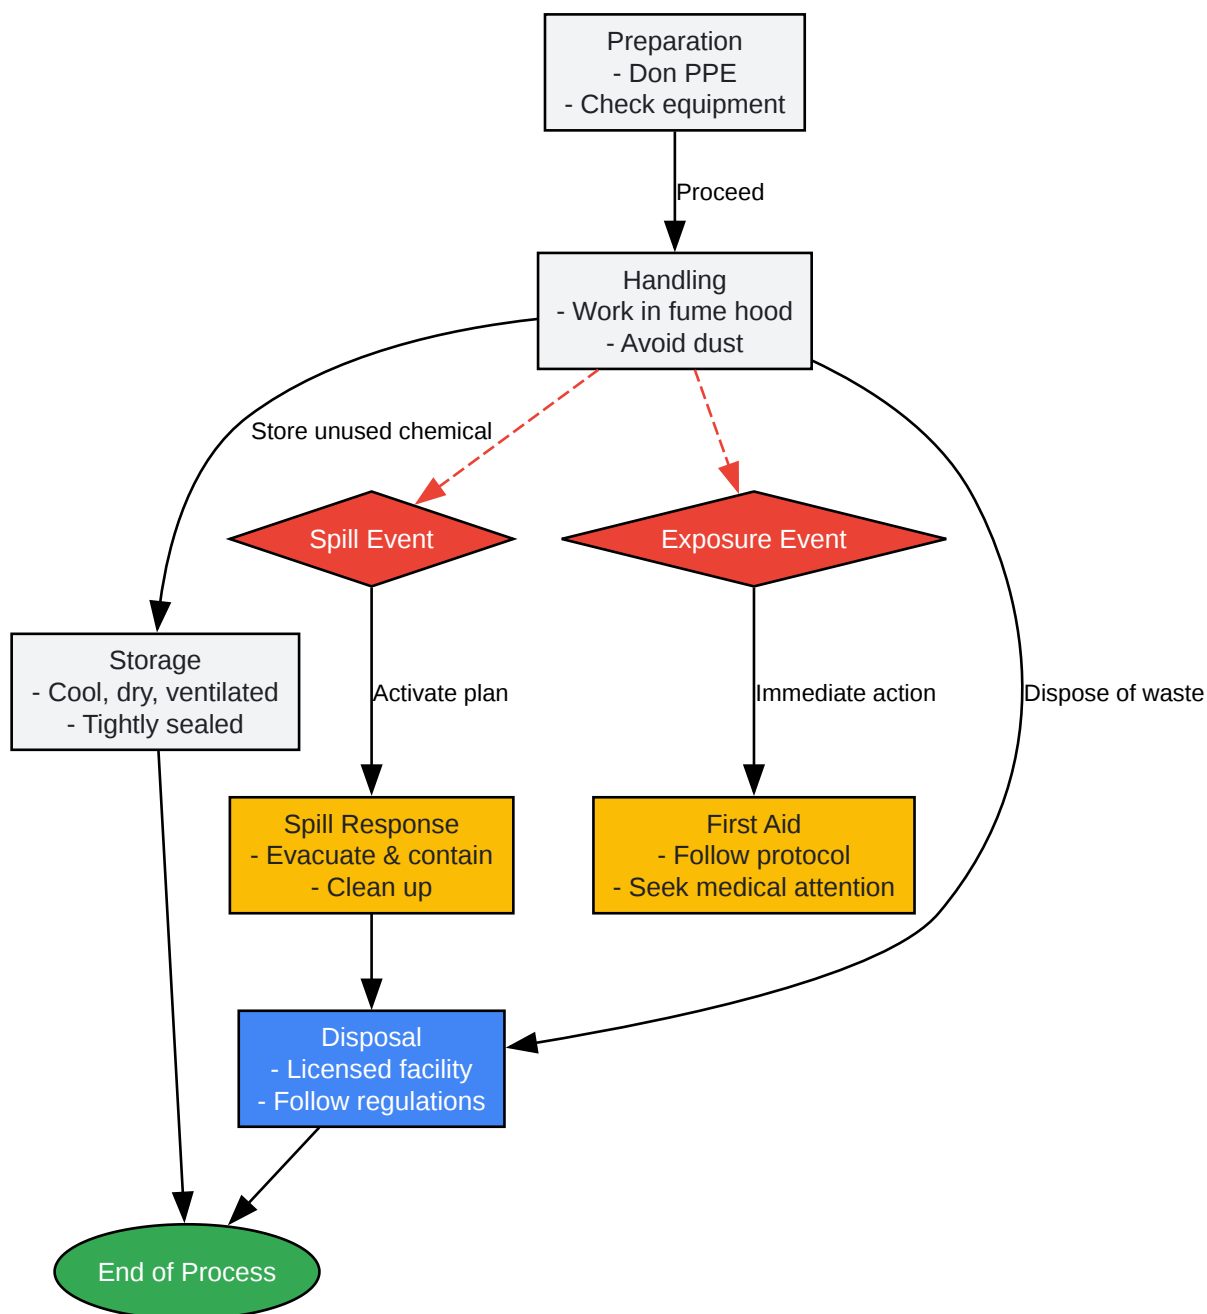 Preparation
- Don PPE
- Check equipment
Proceed
Handling
- Work in fume hood
- Avoid dust
Store unused chemical
Spill Event
Exposure Event
Storage
- Cool, dry, ventilated
- Tightly sealed
Activate plan
Immediate action
Dispose of waste
Spill Response
- Evacuate & contain
- Clean up
First Aid
- Follow protocol
- Seek medical attention
Disposal
- Licensed facility
- Follow regulations
End of Process